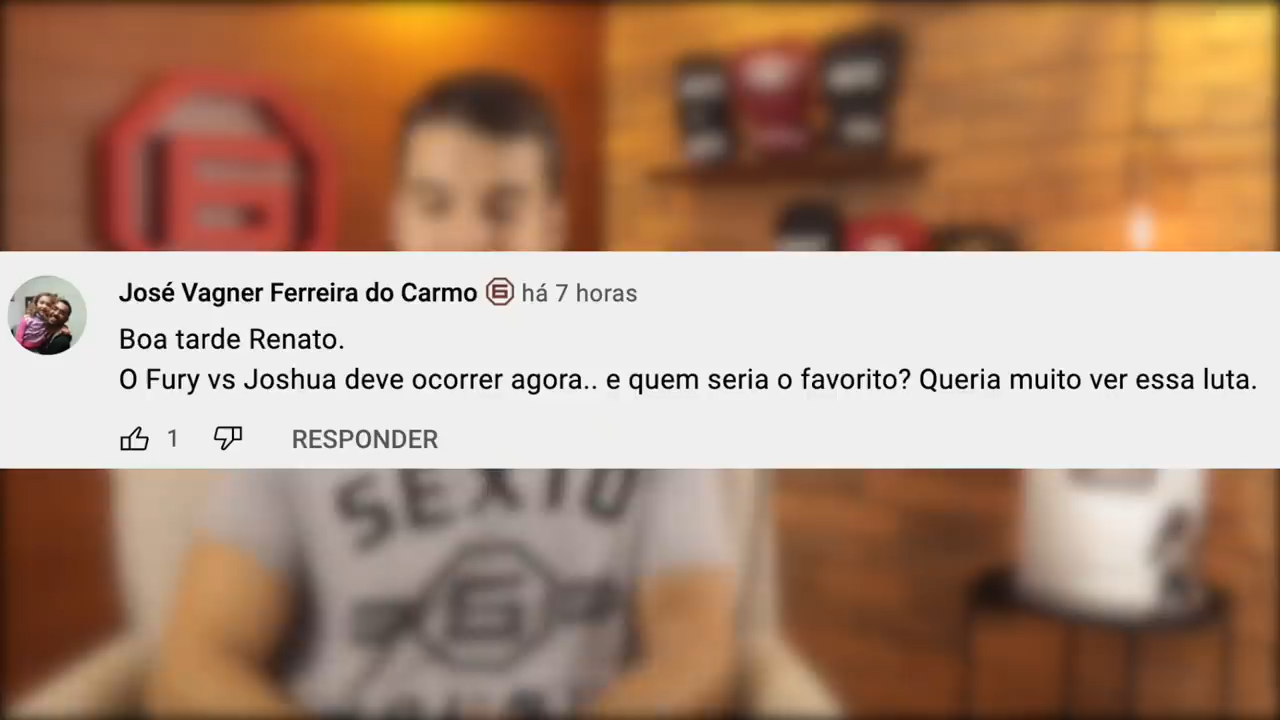 José Vagner Ferreira do Carmo há 7 horas
Boa tarde Renato.
O Fury vs Joshua deve ocorrer agora.. e quem seria o favorito? Queria muito ver essa luta.
1 RESPONDER
SEXTO